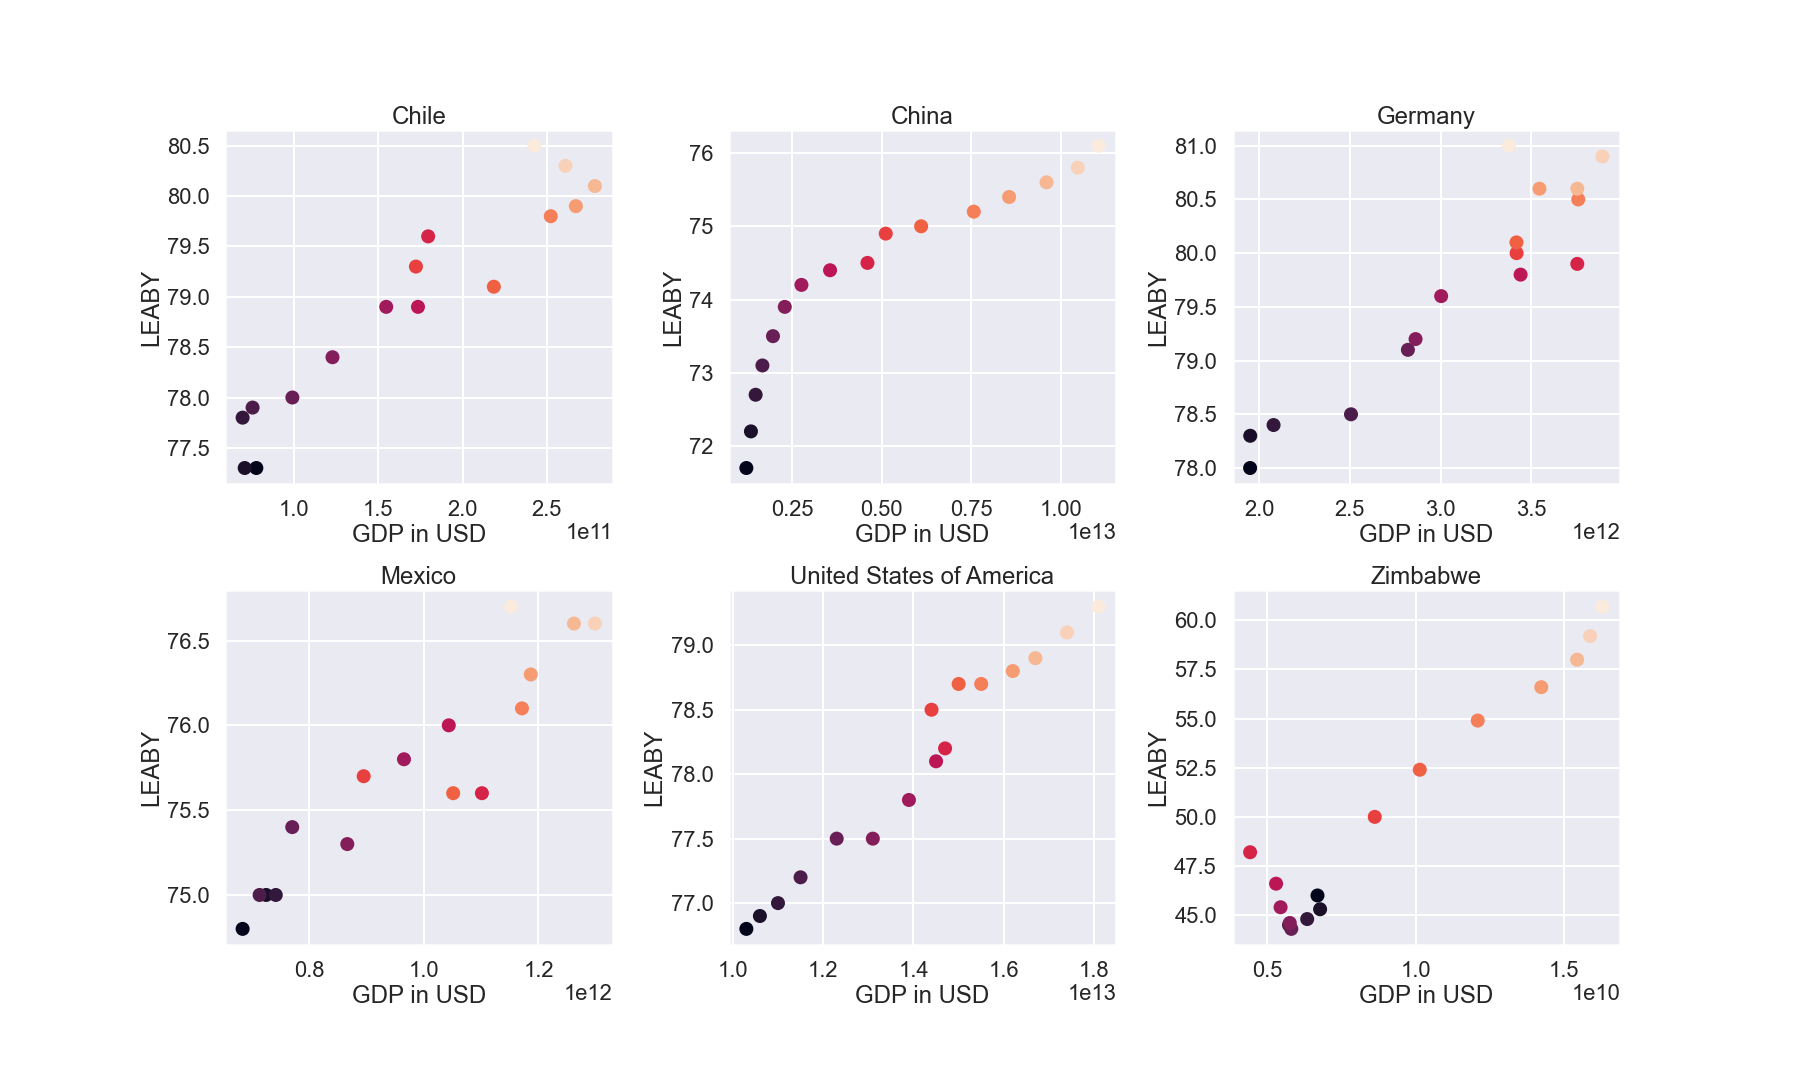 Chile
80.5
80.0
79.5
79.0
78.5
78.0
77.5
LEABY
1.0 1.5 2.0 2.5
GDP in USD
1e11
China
76
75
74
73
72
LEABY
0.25 0.50 0.75 1.00
GDP in USD
1e13
Germany
81.0
80.5
80.0
79.5
79.0
78.5
78.0
LEABY
2.0 2.5 3.0 3.5
GDP in USD
1e12
Mexico
76.5
76.0
75.5
75.0
LEABY
0.8 1.0 1.2
GDP in USD
1e12
United States of America
79.0
78.5
78.0
77.5
77.0
LEABY
1.0 1.2 1.4 1.6 1.8
GDP in USD
1e13
Zimbabwe
60.0
57.5
55.0
52.5
50.0
47.5
45.0
LEABY
0.5 1.0 1.5
GDP in USD
1e10